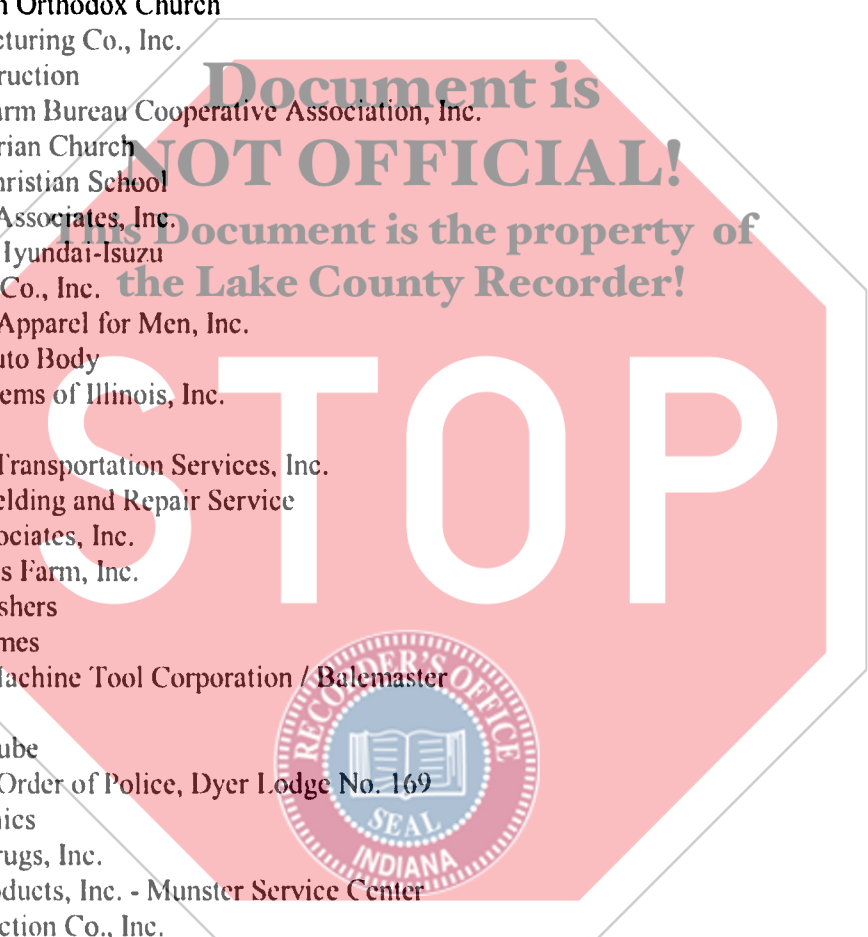 n Orthodox Church
cturing Co., Inc.
ruction
arm Bureau Cooperative Association, Inc.
rian Church
hristian School
Associates, Inc.
Hyundai-Isuzu
Co., Inc.
Apparel for Men, Inc.
uto Body
ems of Illinois, Inc.
Transportation Services, Inc.
elding and Repair Service
ociates, Inc.
s Farm, Inc.
shers
mes
Machine Tool Corporation / Balemaster
ube
Order of Police, Dyer Lodge No. 169
nics
rugs, Inc.
oducts, Inc. - Munster Service Center
ction Co., Inc.
Document is
NOT OFFICIAL!
This Document is the property of
the Lake County Recorder!
STOP
RECORDER'S OFFICE
SEAL
INDIANA